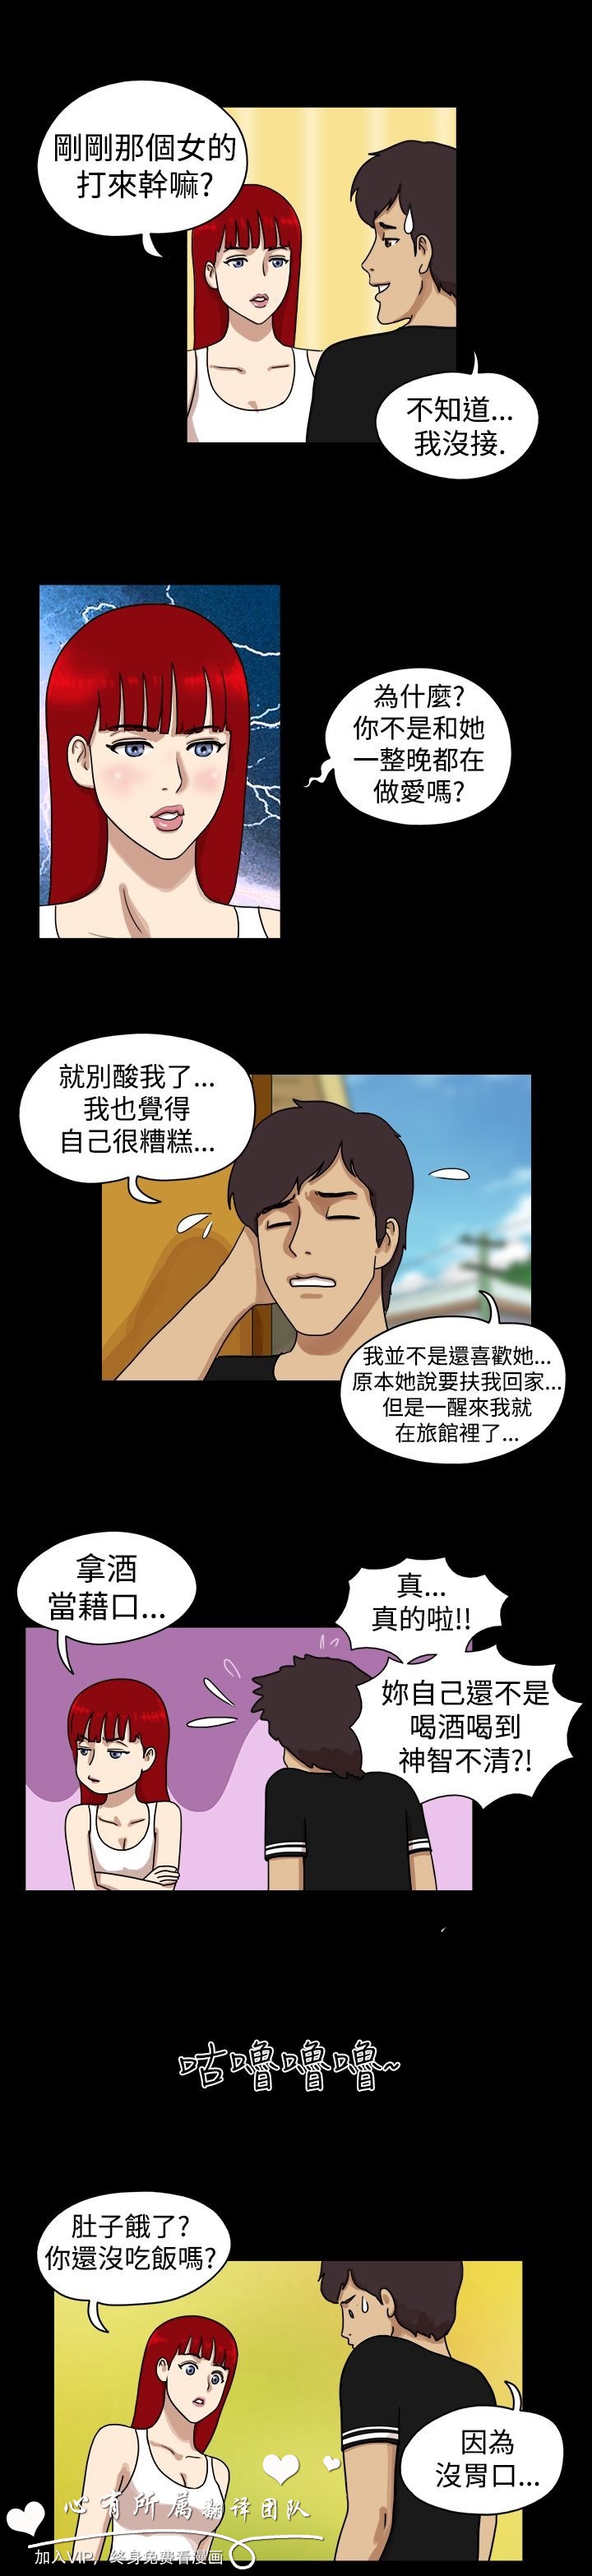 剛剛那個女的
打來幹嘛?
不知道...
我沒接.
為什麼?
你不是和她
一整晚都在
做愛嗎?
就別酸我了...
我也覺得
自己很糟糕...
我並不是還喜歡她...
原本她說要扶我回家...
但是一醒來我就
在旅館裡了...
拿酒
當藉口...
真...
真的啦!!
妳自己還不是
喝酒喝到
神智不清?!
咕嚕嚕嚕~
肚子餓了?
你還沒吃飯嗎?
因為
沒胃口...
心有所属翻译团队
加入VIP，终身免费看漫画